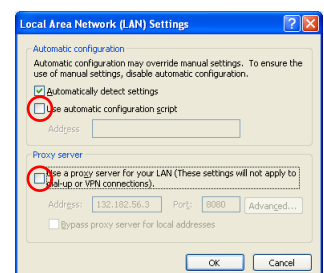 Local Area Network (LAN) Settings
Automatic configuration
Automatic configuration may override manual settings. To ensure the
use of manual settings, disable automatic configuration.
Automatically detect settings
Use automatic configuration script
Address
Proxy server
Use a proxy server for your LAN (These settings will not apply to
dial-up or VPN connections).
Address: 132.182.56.3 Port: 8080 Advanced...
Bypass proxy server for local addresses
OK Cancel